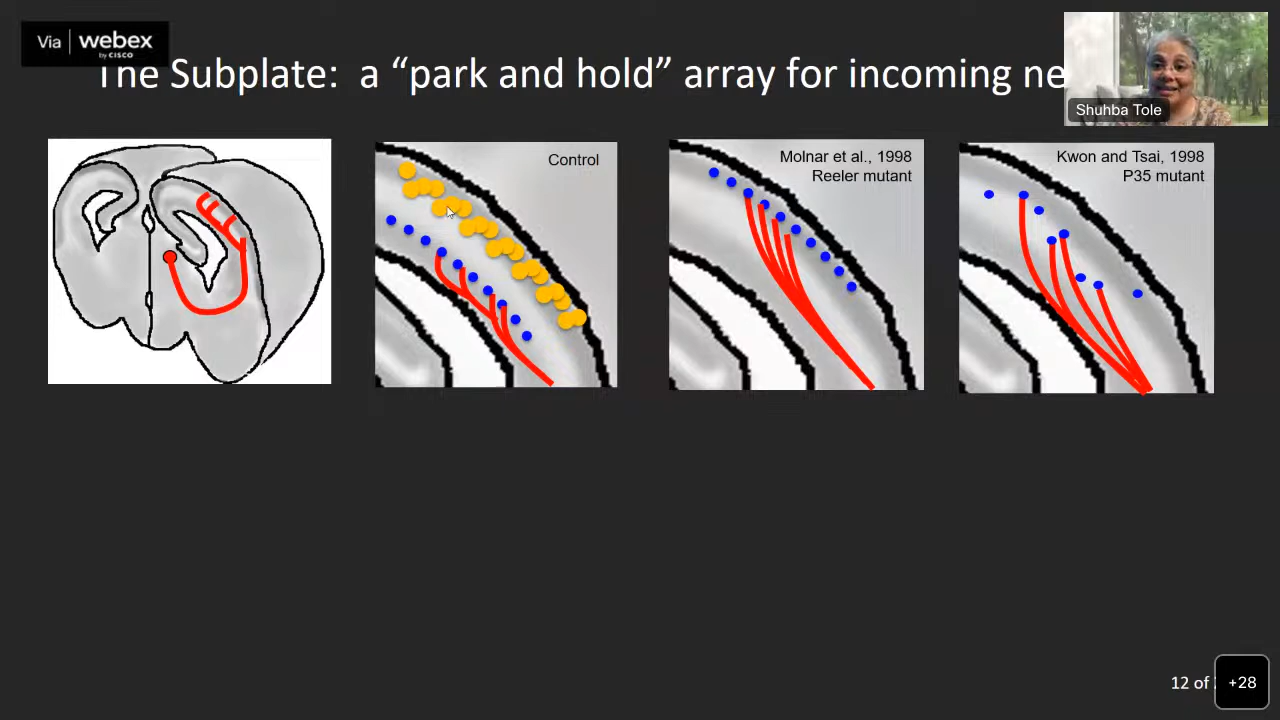 Via webex
by CISCO
The Subplate: a “park and hold” array for incoming ne
Shuhba Tole
Control
Molnar et al., 1998
Reeler mutant
Kwon and Tsai, 1998
P35 mutant
12 of
+28